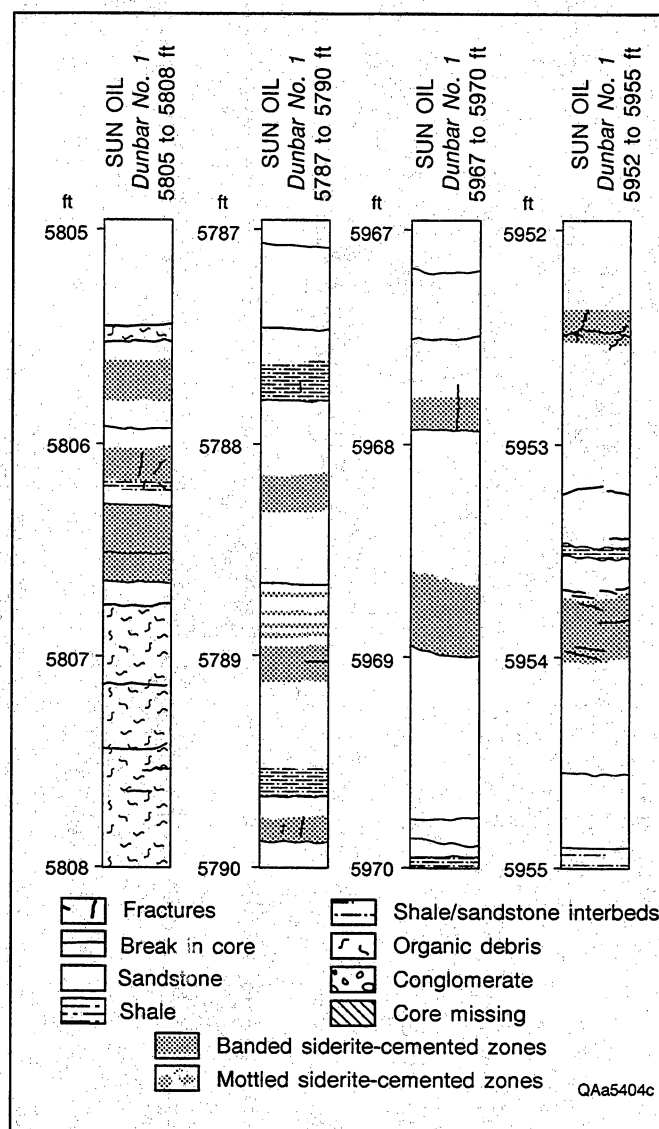 SUN OIL
Dunbar No. 1
5805 to 5808 ft
SUN OIL
Dunbar No. 1
5787 to 5790 ft
SUN OIL
Dunbar No. 1
5967 to 5970 ft
SUN OIL
Dunbar No. 1
5952 to 5955 ft
ft
5805
5806
5807
5808
ft
5787
5788
5789
5790
ft
5967
5968
5969
5970
ft
5952
5953
5954
5955
Fractures
Break in core
Sandstone
Shale
Shale/sandstone interbeds
Organic debris
Conglomerate
Core missing
Banded siderite-cemented zones
Mottled siderite-cemented zones
QAa5404c